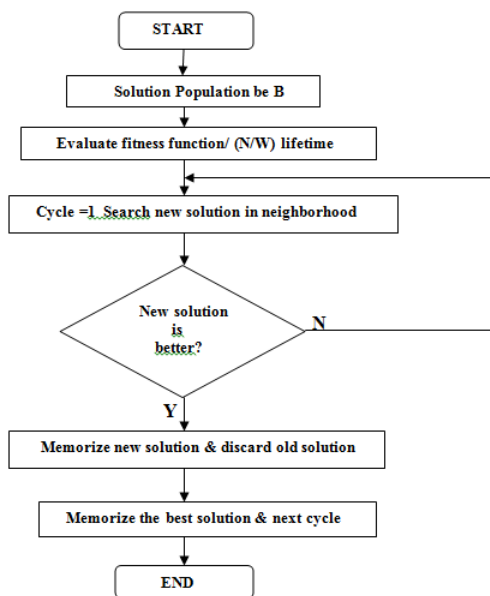 START
Solution Population be B
Evaluate fitness function/ (N/W) lifetime
Cycle =1 Search new solution in neighborhood
New solution
is
better?
N
Y
Memorize new solution & discard old solution
Memorize the best solution & next cycle
END